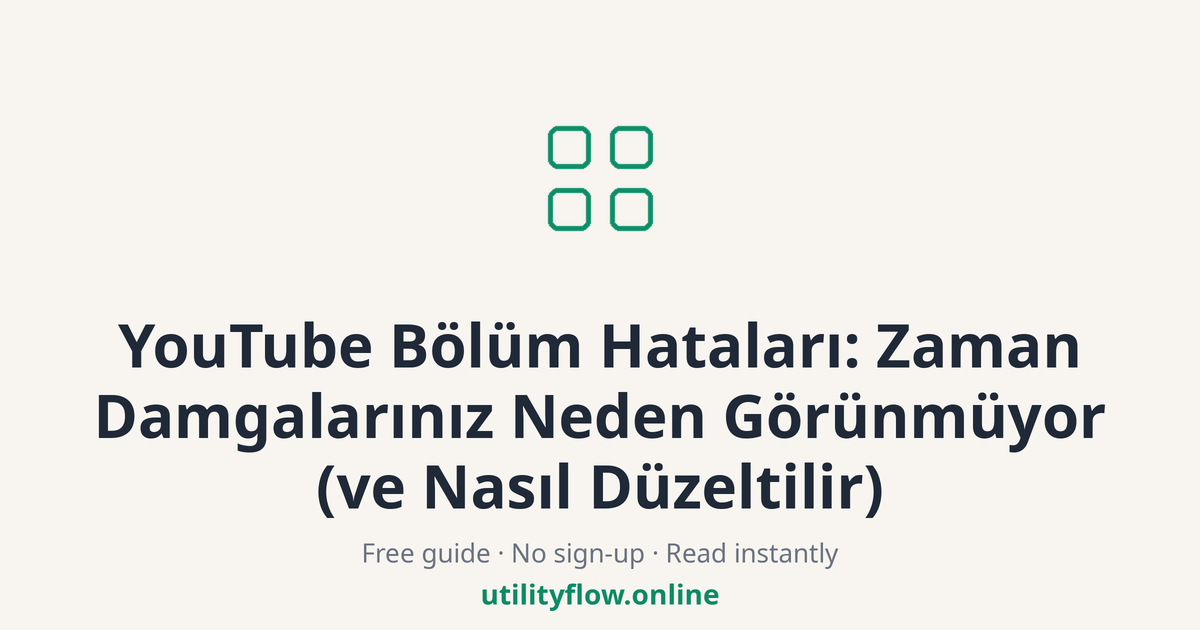 YouTube Bölüm Hataları: Zaman
Damgalarınız Neden Görünmüyor
(ve Nasıl Düzeltilir)
Free guide · No sign-up · Read instantly
utilityflow.online